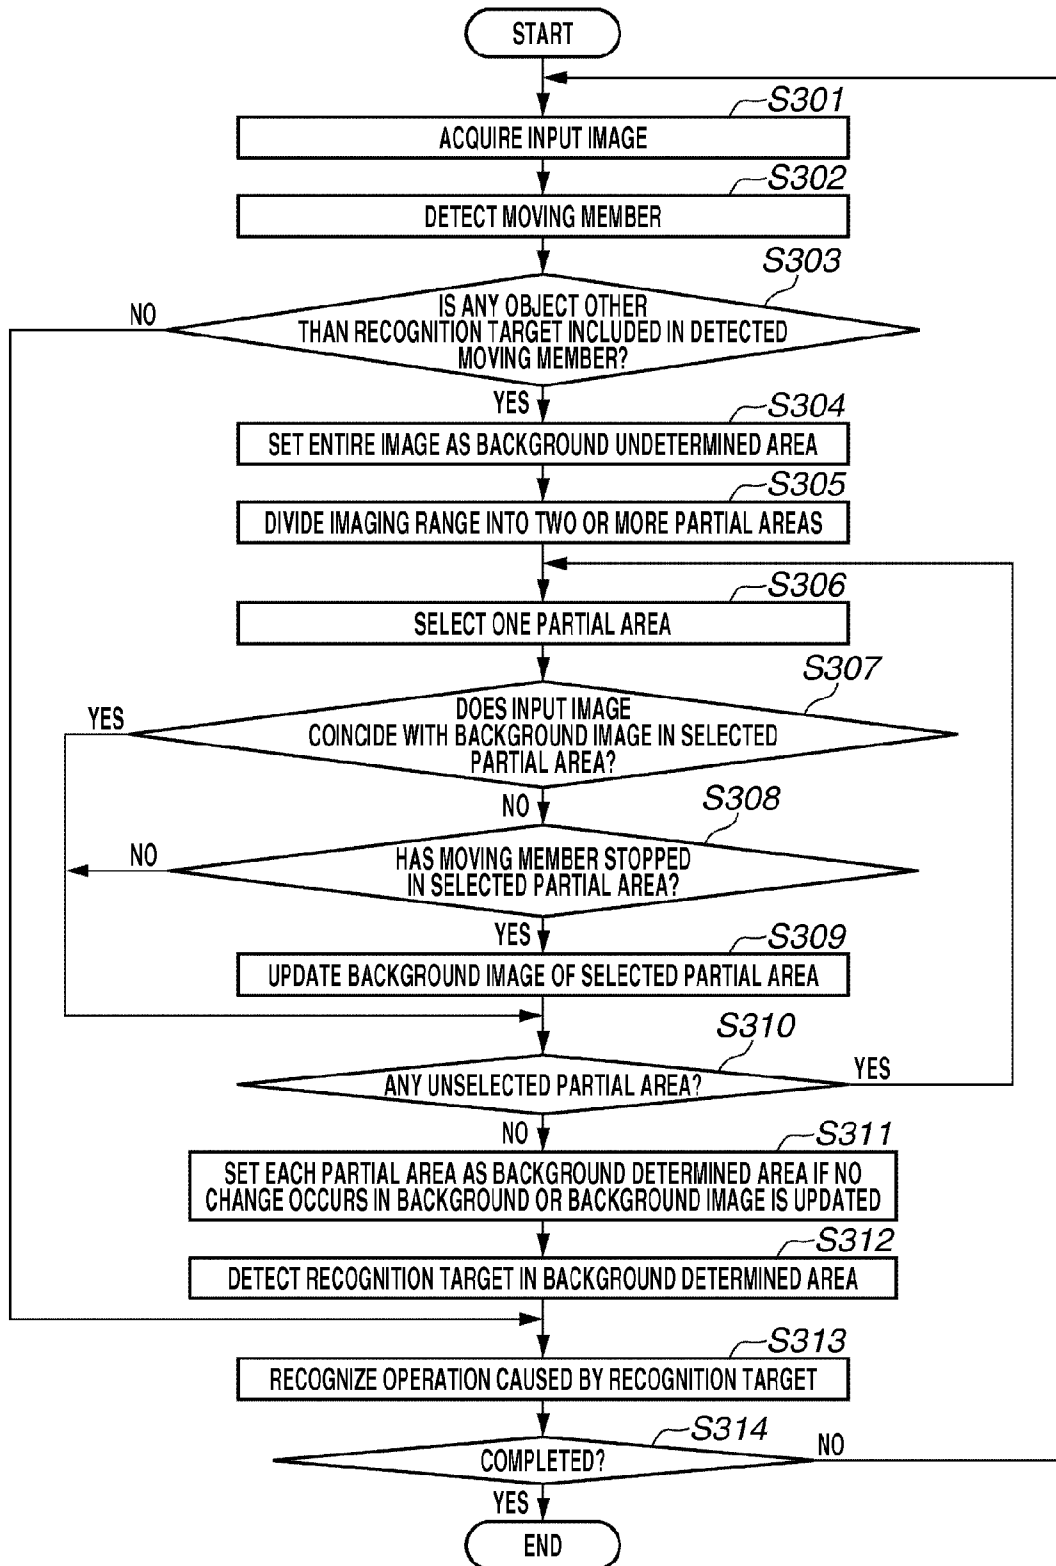 START
S301
ACQUIRE INPUT IMAGE
S302
DETECT MOVING MEMBER
S303
IS ANY OBJECT OTHER
THAN RECOGNITION TARGET INCLUDED IN DETECTED
MOVING MEMBER?
NO
YES
S304
SET ENTIRE IMAGE AS BACKGROUND UNDETERMINED AREA
S305
DIVIDE IMAGING RANGE INTO TWO OR MORE PARTIAL AREAS
S306
SELECT ONE PARTIAL AREA
S307
DOES INPUT IMAGE
COINCIDE WITH BACKGROUND IMAGE IN SELECTED
PARTIAL AREA?
YES
NO
S308
HAS MOVING MEMBER STOPPED
IN SELECTED PARTIAL AREA?
NO
YES
S309
UPDATE BACKGROUND IMAGE OF SELECTED PARTIAL AREA
S310
ANY UNSELECTED PARTIAL AREA?
YES
NO
S311
SET EACH PARTIAL AREA AS BACKGROUND DETERMINED AREA IF NO
CHANGE OCCURS IN BACKGROUND OR BACKGROUND IMAGE IS UPDATED
S312
DETECT RECOGNITION TARGET IN BACKGROUND DETERMINED AREA
S313
RECOGNIZE OPERATION CAUSED BY RECOGNITION TARGET
S314
COMPLETED?
NO
YES
END